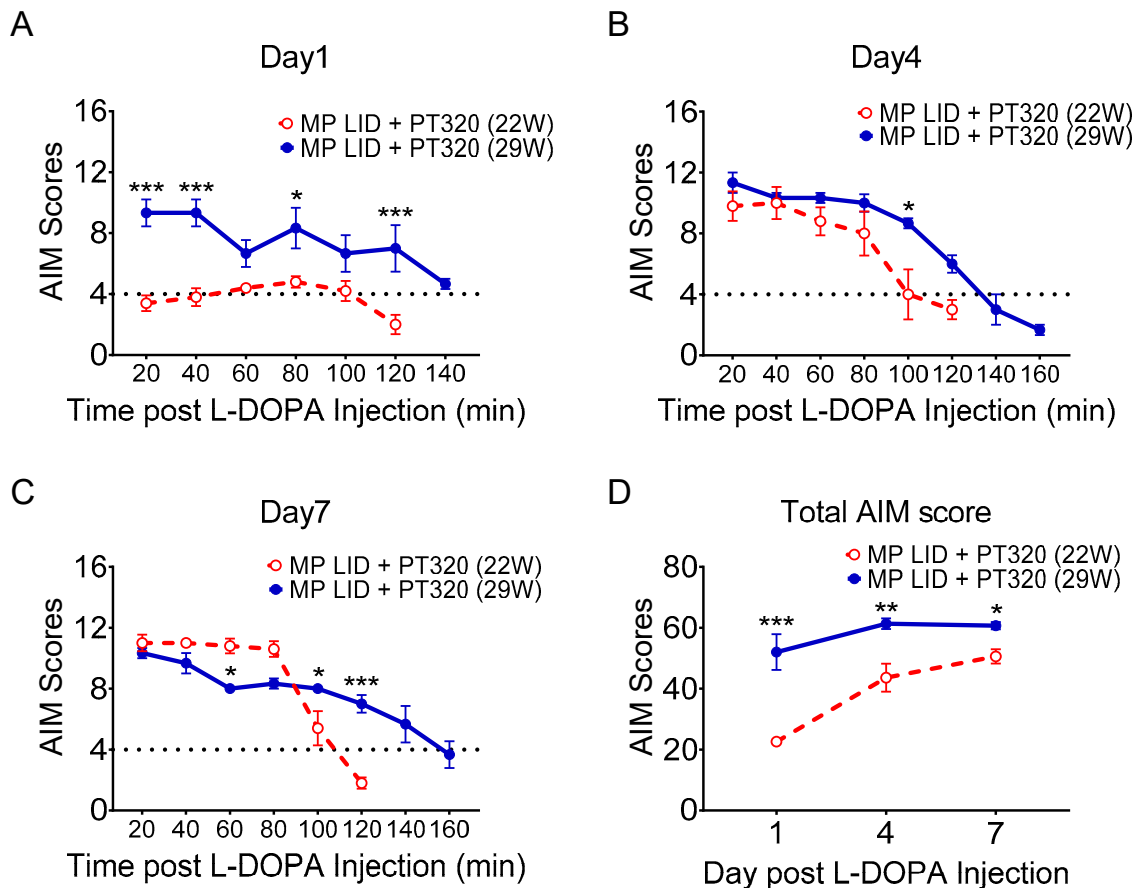 A
Day1
AIM Scores
16
12
8
4
0
MP LID + PT320 (22W)
MP LID + PT320 (29W)
*** *** * ***
20 40 60 80 100 120 140
Time post L-DOPA Injection (min)
B
Day4
AIM Scores
16
12
8
4
0
MP LID + PT320 (22W)
MP LID + PT320 (29W)
*
20 40 60 80 100 120 140 160
Time post L-DOPA Injection (min)
C
Day7
AIM Scores
16
12
8
4
0
MP LID + PT320 (22W)
MP LID + PT320 (29W)
* * ***
20 40 60 80 100 120 140 160
Time post L-DOPA Injection (min)
D
Total AIM score
AIM Scores
80
60
40
20
0
MP LID + PT320 (22W)
MP LID + PT320 (29W)
*** ** *
1 4 7
Day post L-DOPA Injection